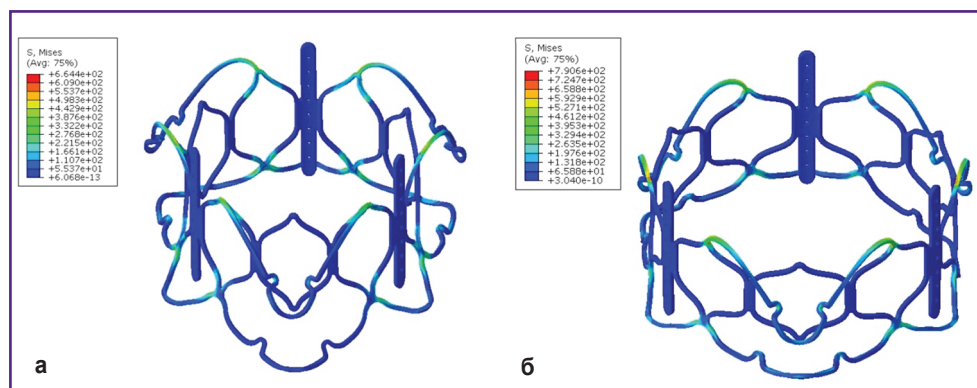 S, Mises
(Avg: 75%)
+6.644e+02
+6.090e+02
+5.537e+02
+4.983e+02
+4.429e+02
+3.876e+02
+3.322e+02
+2.768e+02
+2.215e+02
+1.661e+02
+1.107e+02
+5.537e+01
+6.068e-13
а
S, Mises
(Avg: 75%)
+7.906e+02
+7.247e+02
+6.588e+02
+5.929e+02
+5.271e+02
+4.612e+02
+3.953e+02
+3.294e+02
+2.635e+02
+1.976e+02
+1.318e+02
+6.588e+01
+3.040e-10
б